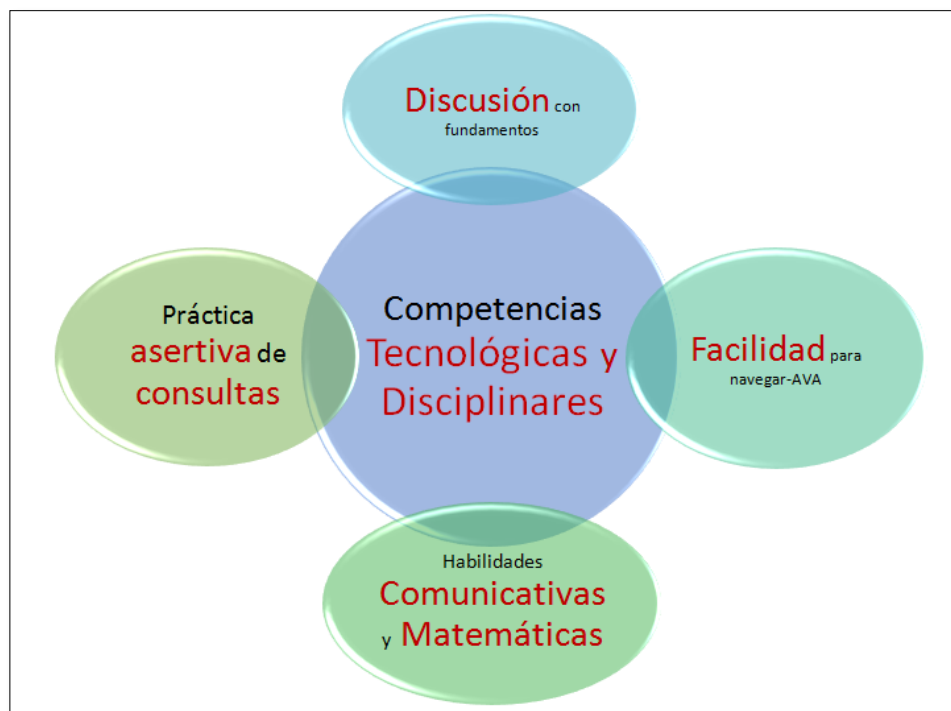 Discusión con
fundamentos
Práctica
asertiva de
consultas
Competencias
Tecnológicas y
Disciplinares
Facilidad para
navegar-AVA
Habilidades
Comunicativas
y Matemáticas